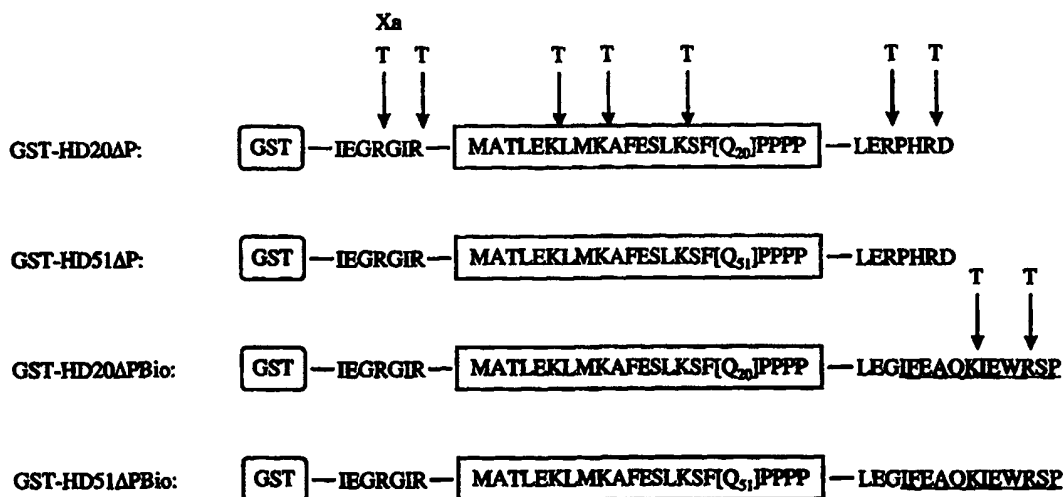 Xa
T T T T T T T
GST-HD20ΔP: GST IEGRGIR MATLEKLMKAFESLKSF[Q20]PPPP LERPHRD
GST-HD51ΔP: GST IEGRGIR MATLEKLMKAFESLKSF[Q51]PPPP LERPHRD
T T
GST-HD20ΔPBio: GST IEGRGIR MATLEKLMKAFESLKSF[Q20]PPPP LEGIFEAQKIEWRSP
GST-HD51ΔPBio: GST IEGRGIR MATLEKLMKAFESLKSF[Q51]PPPP LEGIFEAQKIEWRSP